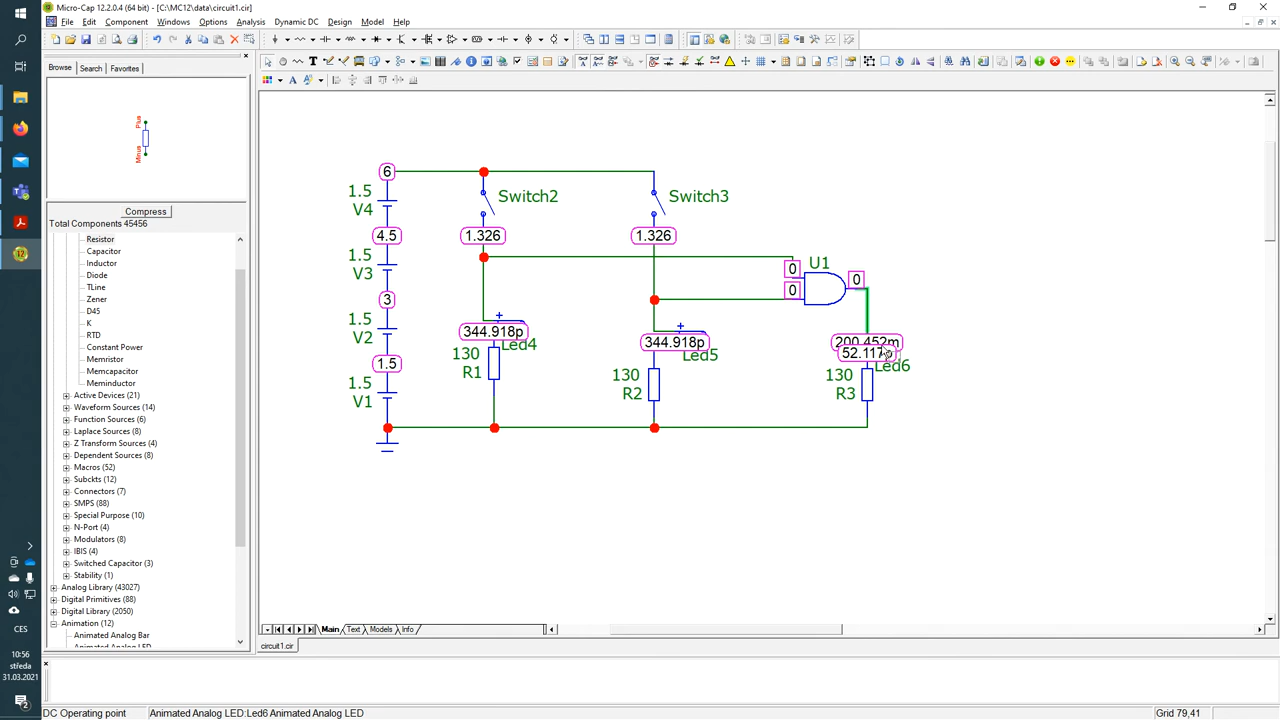 Micro-Cap 12.2.0.4 (64 bit) - [C:\MC12\data\circuit1.cir]
File Edit Component Windows Options Analysis Dynamic DC Design Model Help
Browse Search Favorites
Plus
Minus
Compress
Total Components 45456
Resistor
Capacitor
Inductor
Diode
TLine
Zener
D45
K
RTD
Constant Power
Memristor
Memcapacitor
Meminductor
Active Devices (21)
Waveform Sources (14)
Function Sources (6)
Laplace Sources (8)
Z Transform Sources (4)
Dependent Sources (8)
Macros (52)
Subckts (12)
Connectors (7)
SMPS (88)
Special Purpose (10)
N-Port (4)
Modulators (8)
IBIS (4)
Switched Capacitor (3)
Stability (1)
Analog Library (43027)
Digital Primitives (88)
Digital Library (2050)
Animation (12)
Animated Analog Bar
Animated Analog LED
6
1.5
V4
Switch2
Switch3
4.5
1.326
1.326
1.5
V3
0
U1
0
0
3
1.5
V2
344.918p
Led4
344.918p
Led5
200.452m
52.117
Led6
1.5
130
R1
130
R2
130
R3
1.5
V1
Main Text Models Info
circuit1.cir
CES
10:56
středa
31.03.2021
2
12
DC Operating point
Animated Analog LED:Led6 Animated Analog LED
Grid 79,41